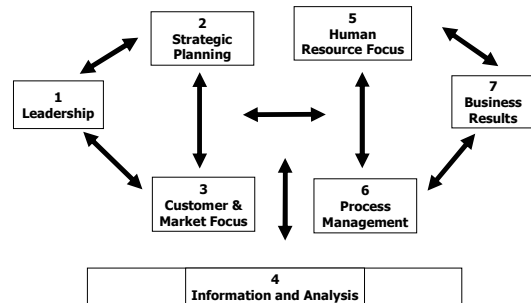 1
Leadership
2
Strategic
Planning
3
Customer &
Market Focus
4
Information and Analysis
5
Human
Resource Focus
6
Process
Management
7
Business
Results